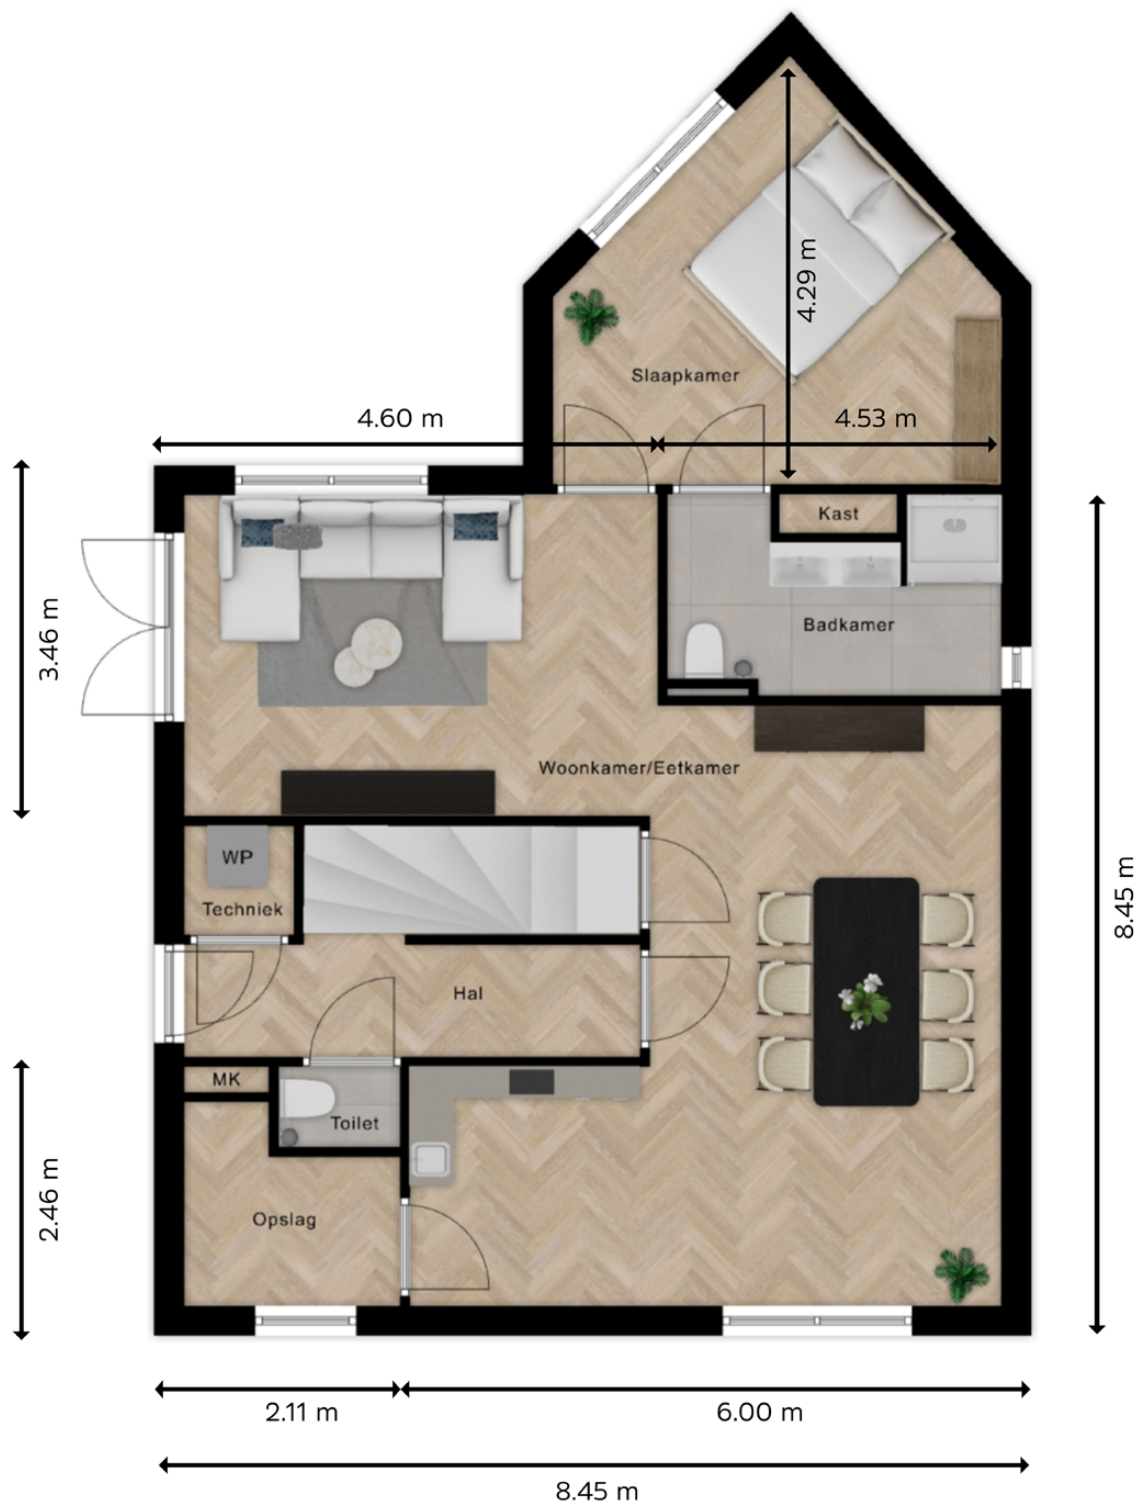 4.29 m
Slaapkamer
4.60 m
4.53 m
Kast
3.46 m
Badkamer
Woonkamer/Eetkamer
WP
Techniek
8.45 m
Hal
MK
Toilet
2.46 m
Opslag
2.11 m
6.00 m
8.45 m